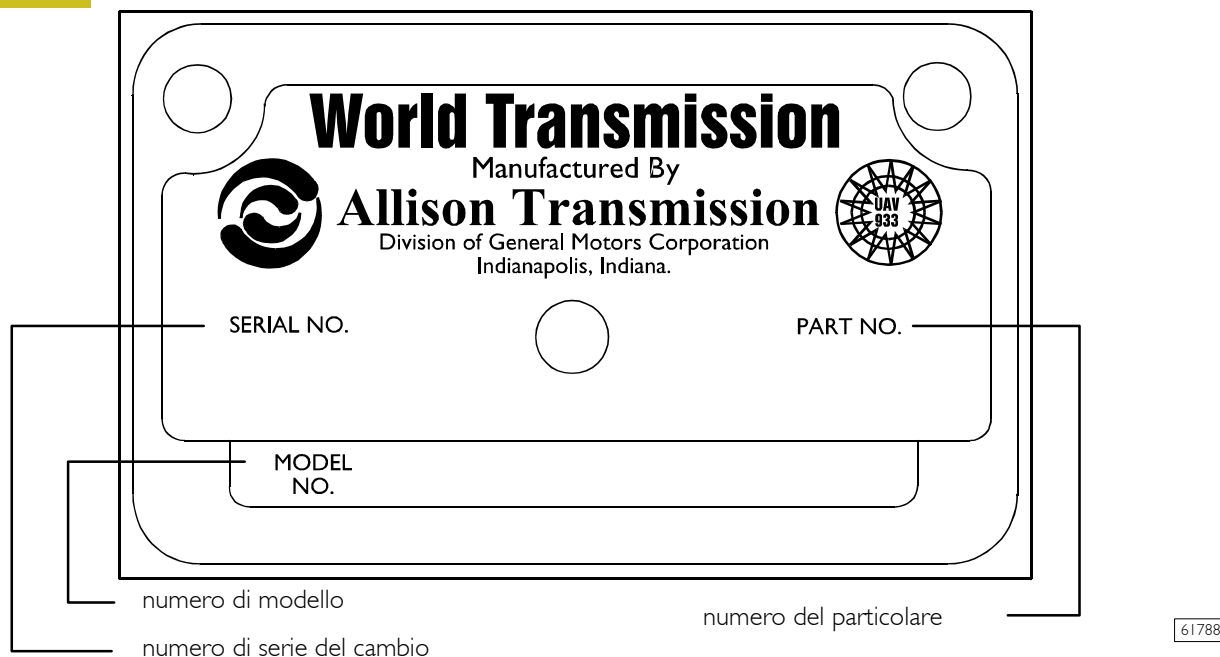 World Transmission
Manufactured By
Allison Transmission
Division of General Motors Corporation
Indianapolis, Indiana.
UAV
933
SERIAL NO.
PART NO.
MODEL
NO.
numero di modello
numero del particolare
numero di serie del cambio
61788